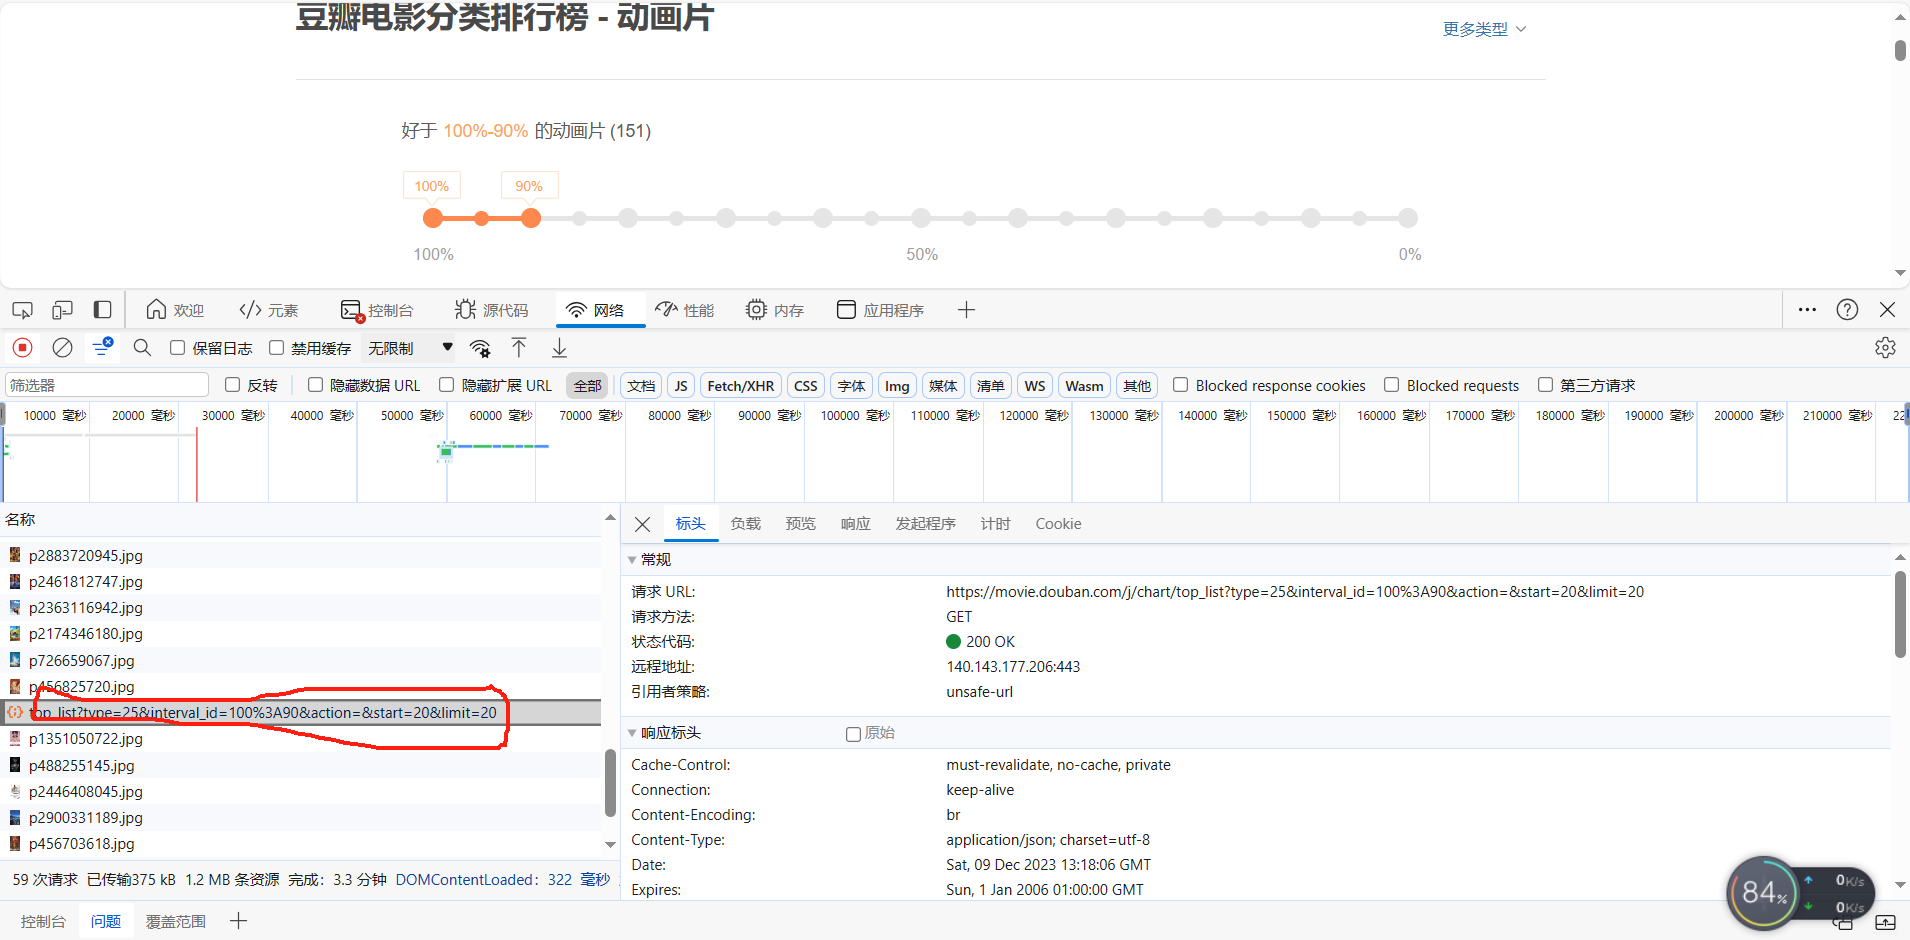 豆瓣电影分类排行榜 - 动画片
更多类型
好于 100%-90% 的动画片 (151)
100% 90%
100% 50% 0%
欢迎 元素 控制台 源代码 网络 性能 内存 应用程序
保留日志 禁用缓存 无限制
筛选器 反转 隐藏数据 URL 隐藏扩展 URL 全部 文档 JS Fetch/XHR CSS 字体 Img 媒体 清单 WS Wasm 其他 Blocked response cookies Blocked requests 第三方请求
10000 毫秒 20000 毫秒 30000 毫秒 40000 毫秒 50000 毫秒 60000 毫秒 70000 毫秒 80000 毫秒 90000 毫秒 100000 毫秒 110000 毫秒 120000 毫秒 130000 毫秒 140000 毫秒 150000 毫秒 160000 毫秒 170000 毫秒 180000 毫秒 190000 毫秒 200000 毫秒 210000 毫秒
名称
p2883720945.jpg
p2461812747.jpg
p2363116942.jpg
p2174346180.jpg
p726659067.jpg
p456825720.jpg
top_list?type=25&interval_id=100%3A90&action=&start=20&limit=20
p1351050722.jpg
p488255145.jpg
p2446408045.jpg
p2900331189.jpg
p456703618.jpg
59 次请求 已传输375 kB 1.2 MB 条资源 完成: 3.3 分钟 DOMContentLoaded: 322 毫秒
标头 负载 预览 响应 发起程序 计时 Cookie
常规
请求 URL: https://movie.douban.com/j/chart/top_list?type=25&interval_id=100%3A90&action=&start=20&limit=20
请求方法: GET
状态代码: 200 OK
远程地址: 140.143.177.206:443
引用者策略: unsafe-url
响应标头 原始
Cache-Control: must-revalidate, no-cache, private
Connection: keep-alive
Content-Encoding: br
Content-Type: application/json; charset=utf-8
Date: Sat, 09 Dec 2023 13:18:06 GMT
Expires: Sun, 1 Jan 2006 01:00:00 GMT
84% 0K/s
0K/s
控制台 问题 覆盖范围